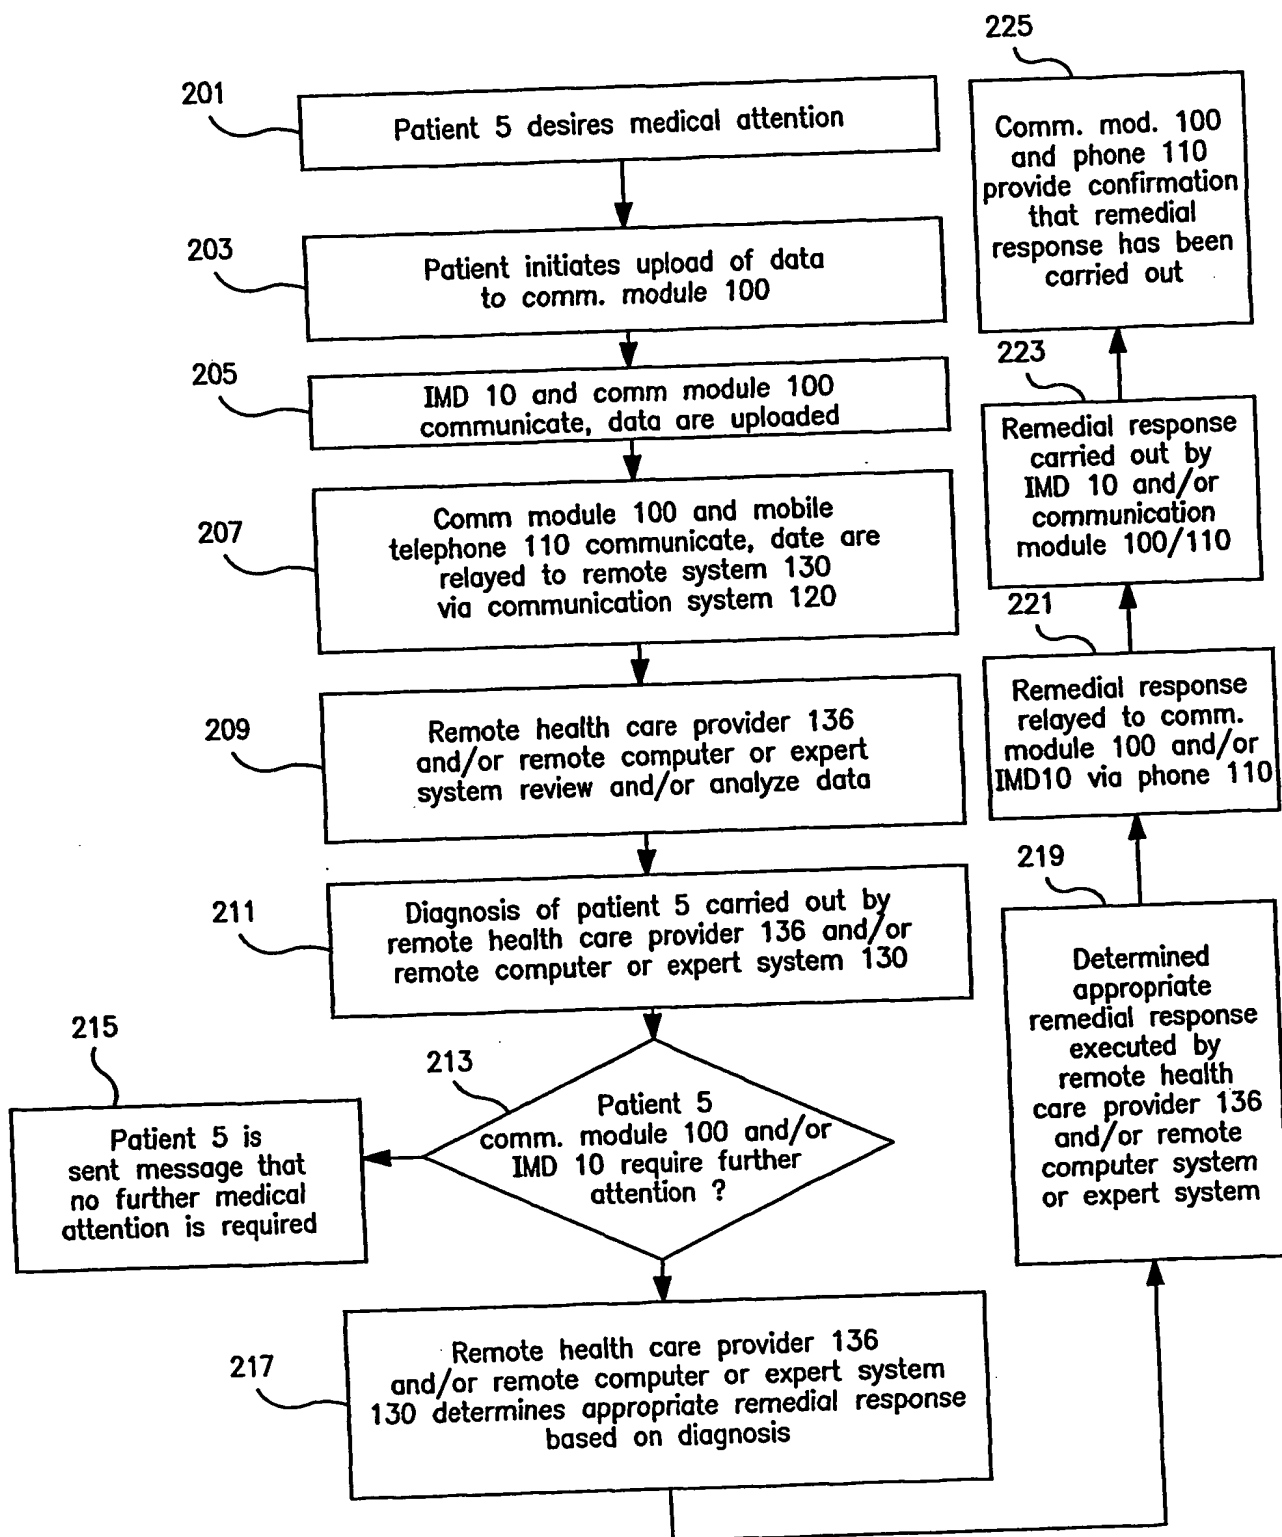 201
Patient 5 desires medical attention
203
Patient initiates upload of data
to comm. module 100
205
IMD 10 and comm module 100
communicate, data are uploaded
207
Comm module 100 and mobile
telephone 110 communicate, date are
relayed to remote system 130
via communication system 120
209
Remote health care provider 136
and/or remote computer or expert
system review and/or analyze data
211
Diagnosis of patient 5 carried out by
remote health care provider 136 and/or
remote computer or expert system 130
213
Patient 5
comm. module 100 and/or
IMD 10 require further
attention ?
215
Patient 5 is
sent message that
no further medical
attention is required
217
Remote health care provider 136
and/or remote computer or expert system
130 determines appropriate remedial response
based on diagnosis
219
Determined
appropriate
remedial response
executed by
remote health
care provider 136
and/or remote
computer system
or expert system
221
Remedial response
relayed to comm.
module 100 and/or
IMD10 via phone 110
223
Remedial response
carried out by
IMD 10 and/or
communication
module 100/110
225
Comm. mod. 100
and phone 110
provide confirmation
that remedial
response has been
carried out